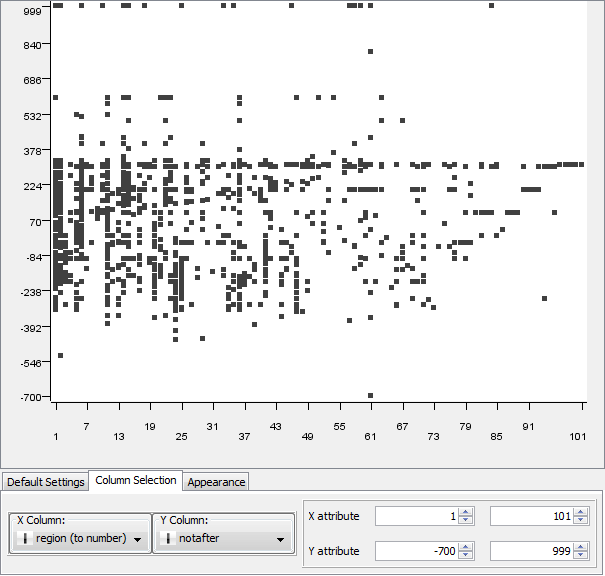 999
840
686
532
378
224
70
-84
-238
-392
-546
-700
1 7 13 19 25 31 37 43 49 55 61 67 73 79 85 91 101
Default Settings Column Selection Appearance
X Column: Y Column:
region (to number) notafter
X attribute 1 101
Y attribute -700 999